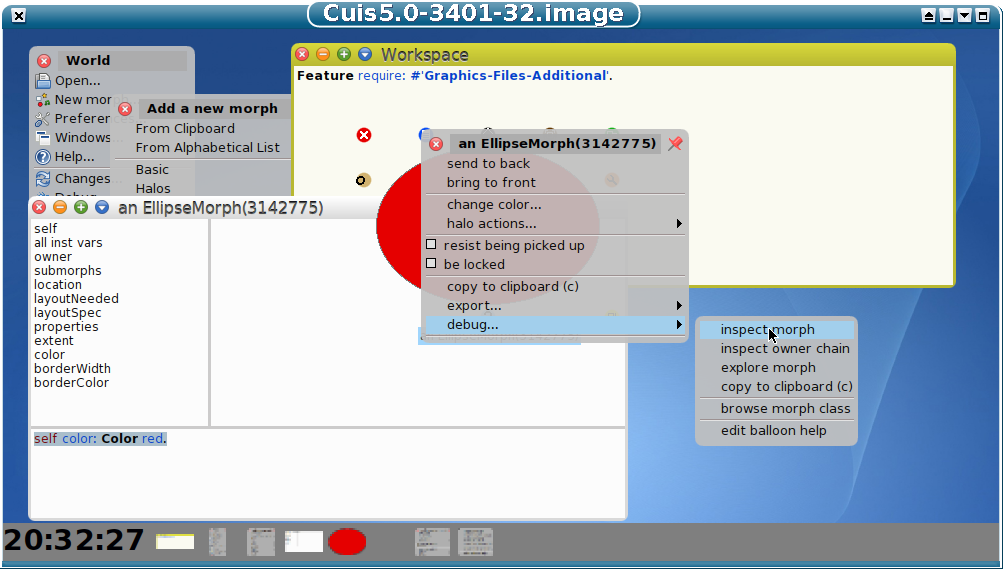 Cuis5.0-3401-32.image
World
Open...
New mor
Preferen
Windows
Help...
Changes
Add a new morph
From Clipboard
From Alphabetical List
Basic
Halos
Workspace
Feature require: #'Graphics-Files-Additional'.
an EllipseMorph(3142775)
send to back
bring to front
change color...
halo actions...
resist being picked up
be locked
copy to clipboard (c)
export...
debug...
inspect morph
inspect owner chain
explore morph
copy to clipboard (c)
browse morph class
edit balloon help
an EllipseMorph(3142775)
self
all inst vars
owner
submorphs
location
layoutNeeded
layoutSpec
properties
extent
color
borderWidth
borderColor
self color: Color red.
20:32:27